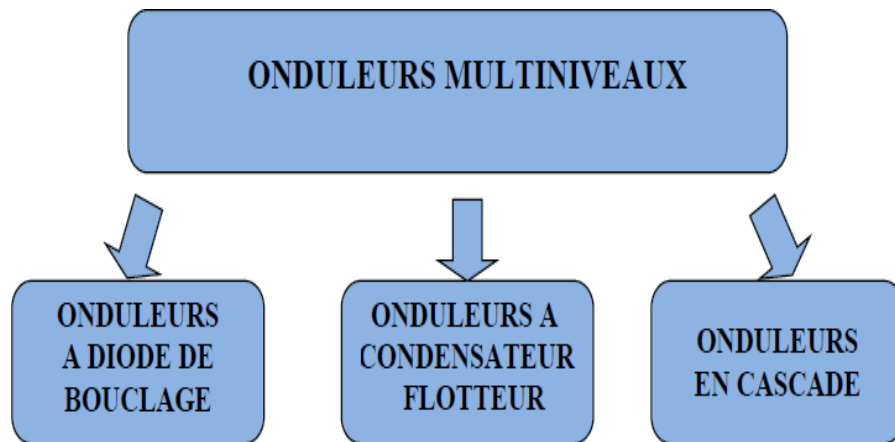 ONDULEURS MULTINIVEAUX
ONDULEURS
A DIODE DE
BOUCLAGE
ONDULEURS A
CONDENSATEUR
FLOTTEUR
ONDULEURS
EN CASCADE